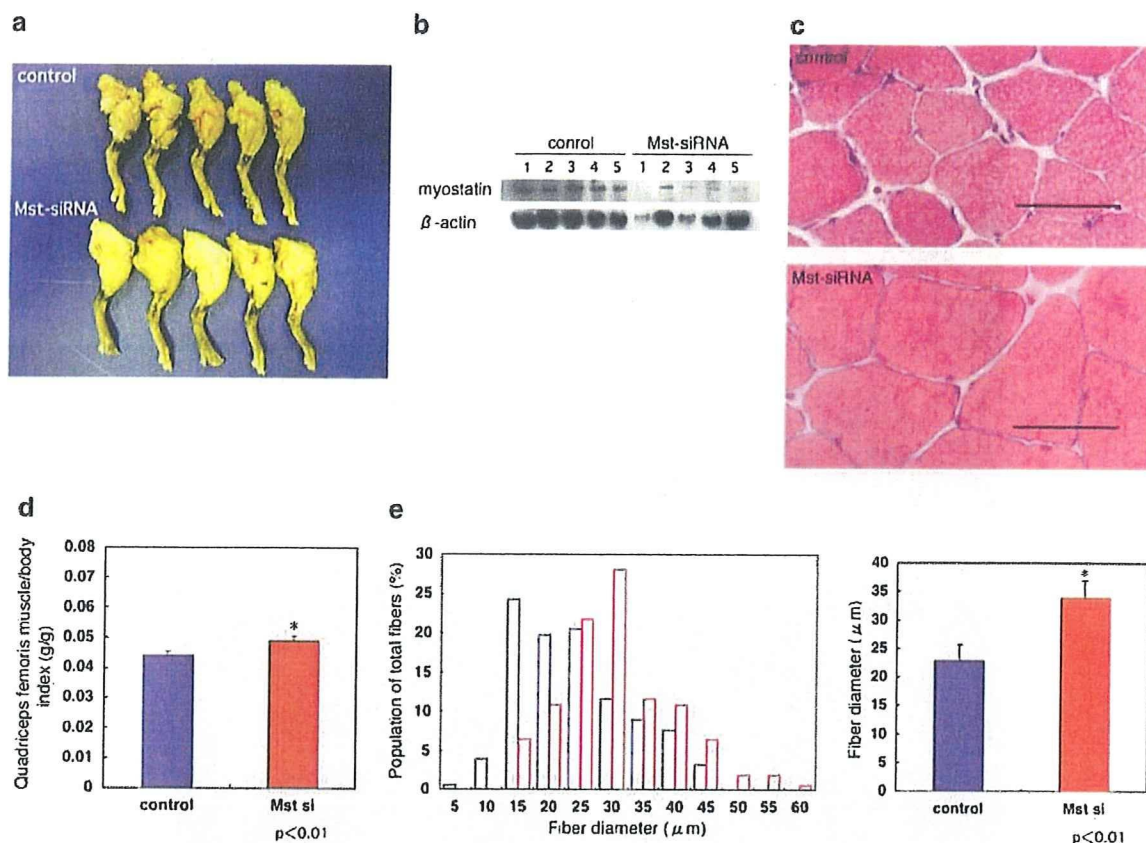 a
control
Mst-siRNA
b
conrol Mst-siRNA
1 2 3 4 5 1 2 3 4 5
myostatin
β-actin
c
control
Mst-siRNA
d
Quadriceps femoris muscle/body
index (g/g)
0.08
0.07
0.06
0.05
0.04
0.03
0.02
0.01
0
*
control Mst si
p<0.01
e
Population of total fibers (%)
30
25
20
15
10
5
0
5 10 15 20 25 30 35 40 45 50 55 60
Fiber diameter (μm)
Fiber diameter (μm)
40
35
30
25
20
15
10
5
0
*
control Mst si
p<0.01